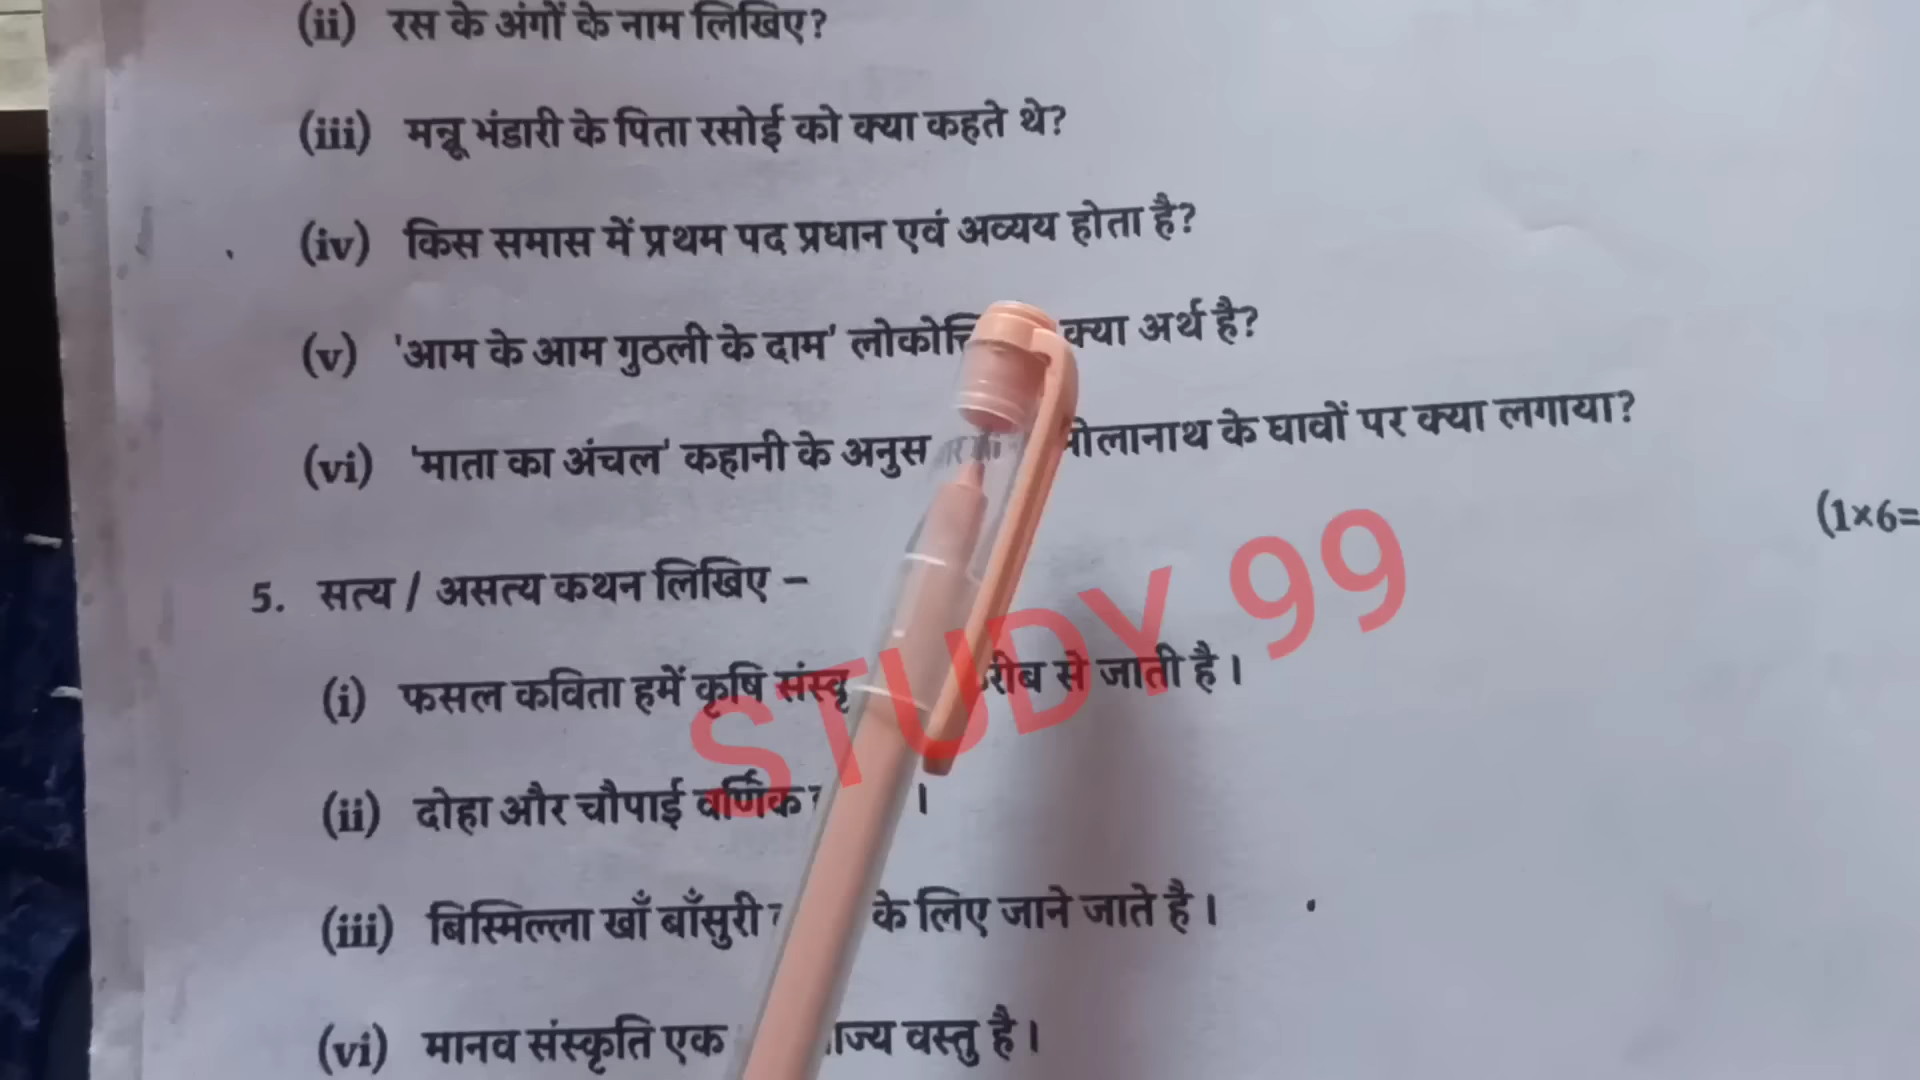 (ii) रस के अंगों के नाम लिखिए?
(iii) मन्नू भंडारी के पिता रसोई को क्या कहते थे?
(iv) किस समास में प्रथम पद प्रधान एवं अव्यय होता है?
(v) 'आम के आम गुठली के दाम' क्या अर्थ है?
(vi) 'माता का अंचल' कहानी के के घावों पर क्या लगाया?
(1×6=
5. सत्य / असत्य कथन लिखिए –
(i) फसल कविता हमें कृषि से जाती है।
(ii) दोहा और चौपाई वर्णिक ।
(iii) बिस्मिल्ला खाँ बाँसुरी के लिए जाने जाते है।
(vi) मानव संस्कृति एक वस्तु है।
STUDY 99